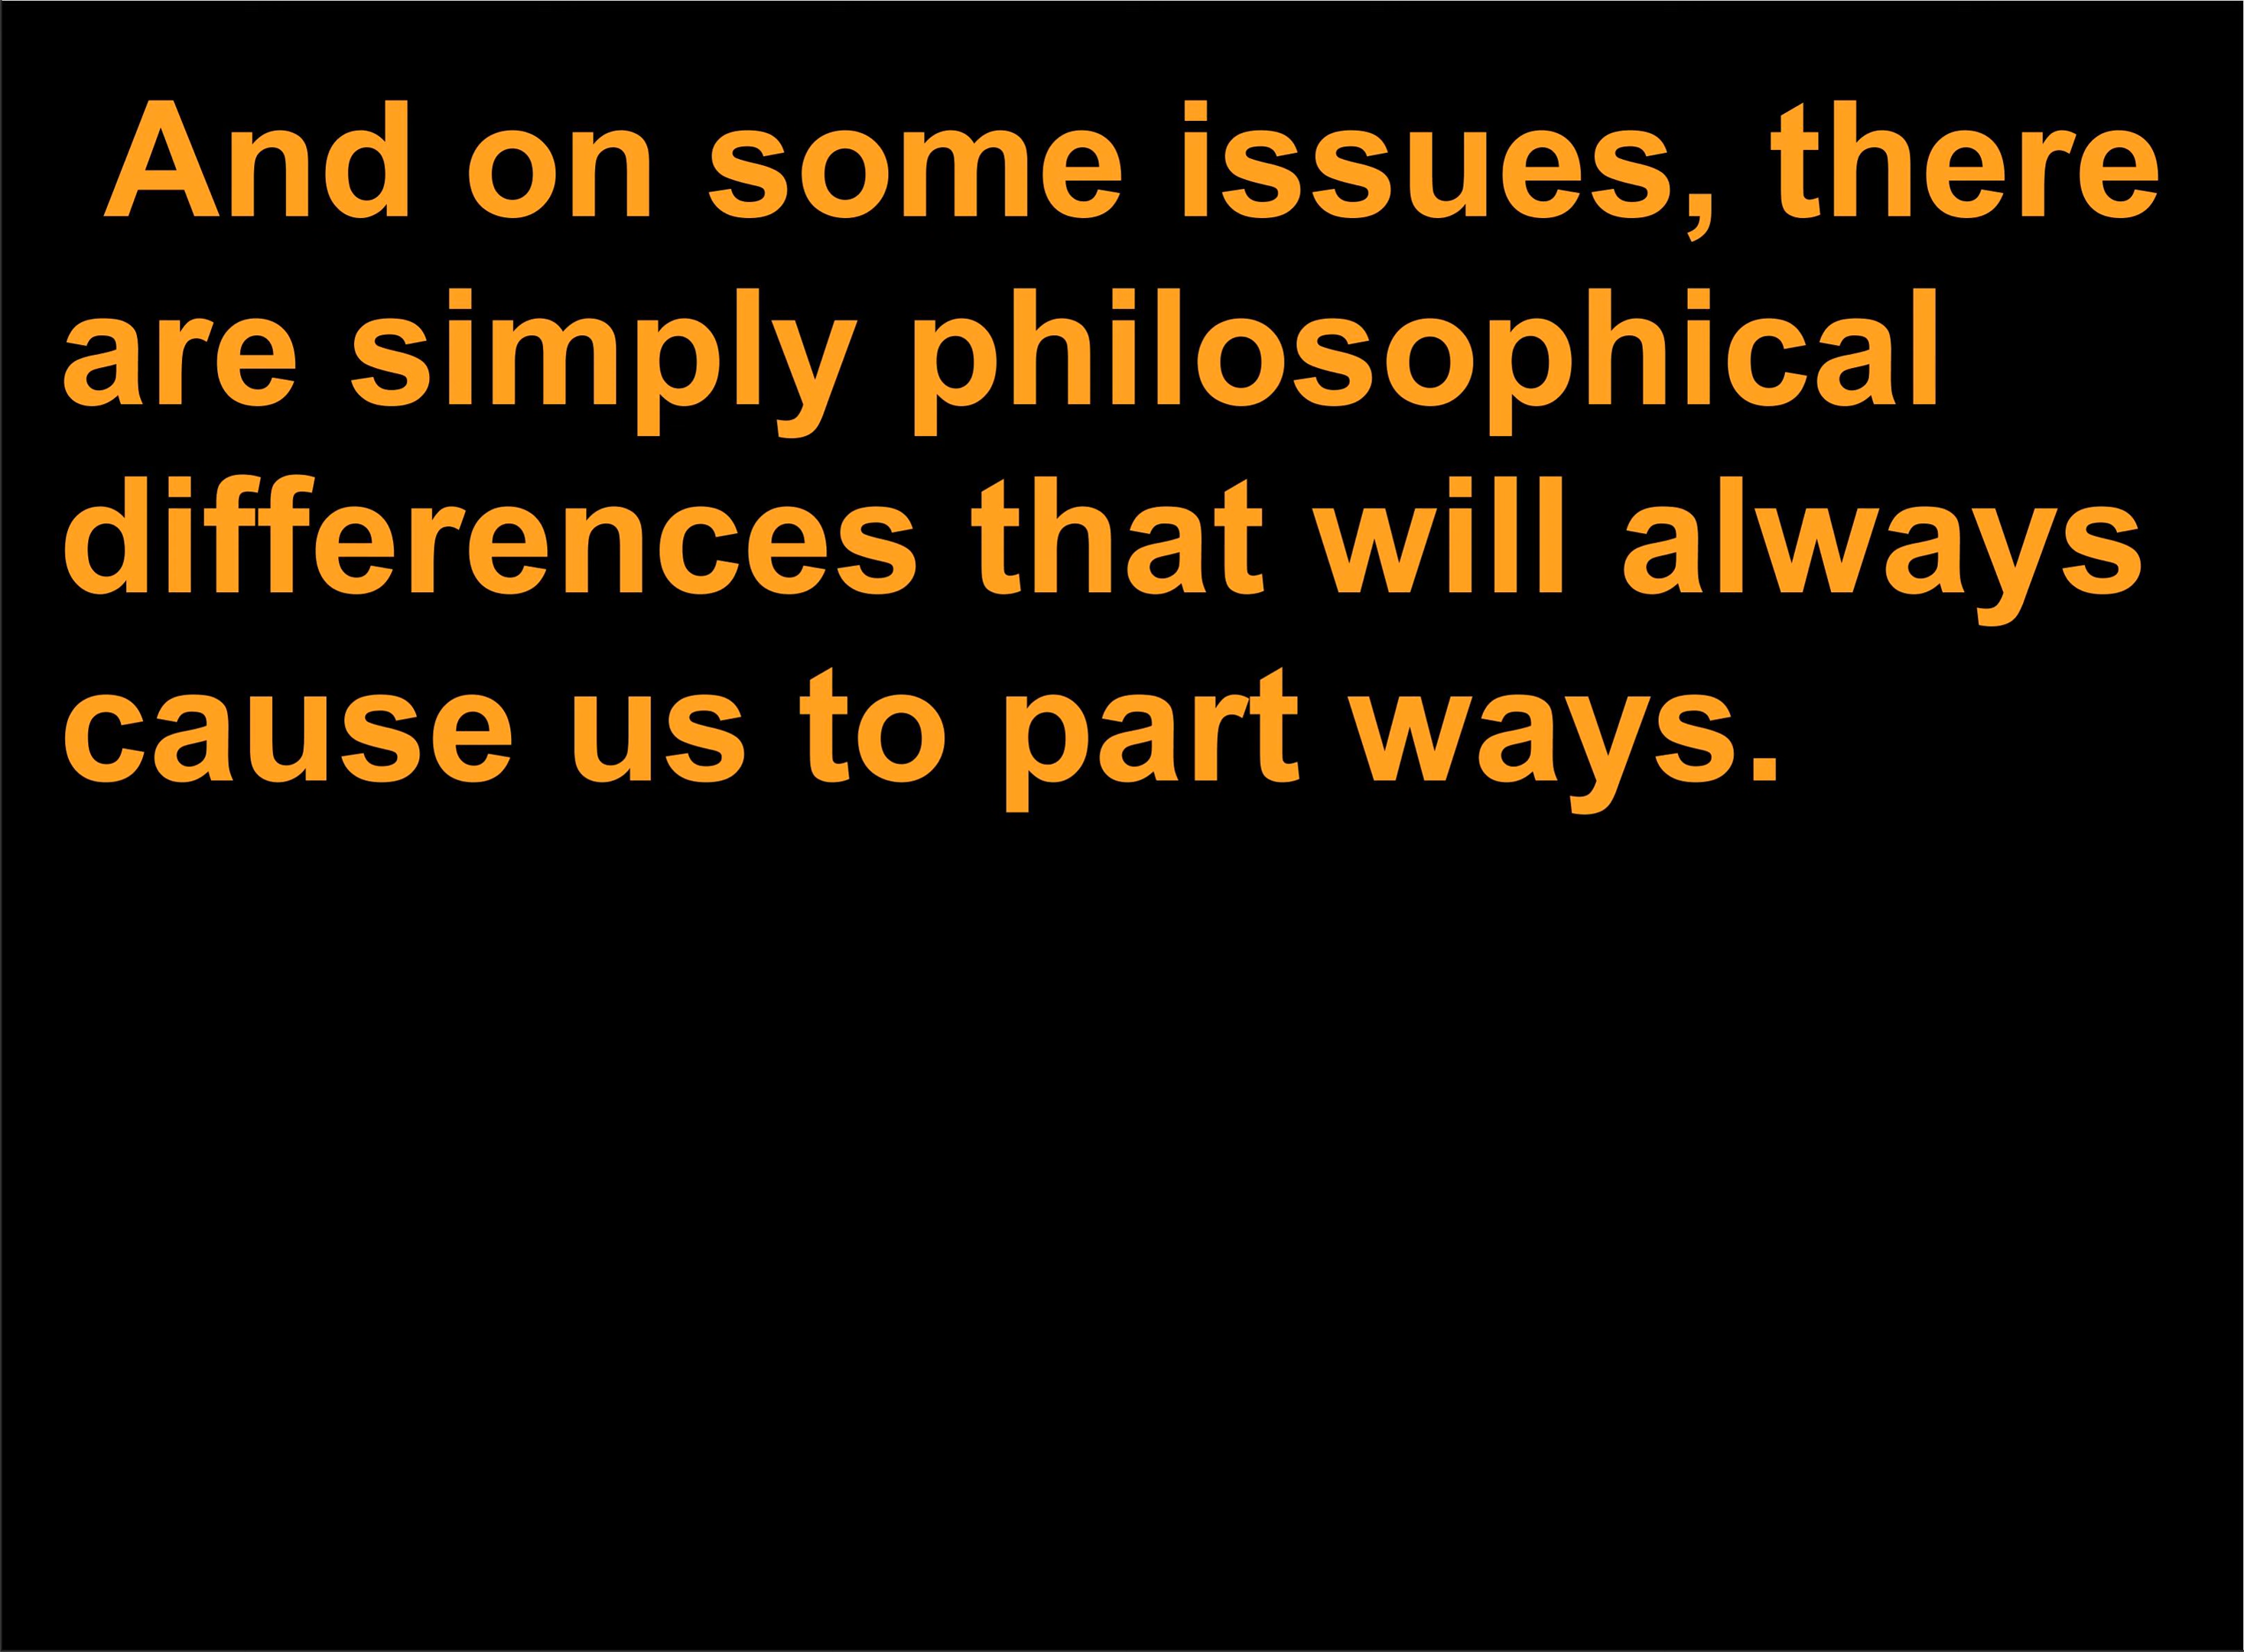 And on some issues, there
are simply philosophical
differences that will always
cause us to part ways.